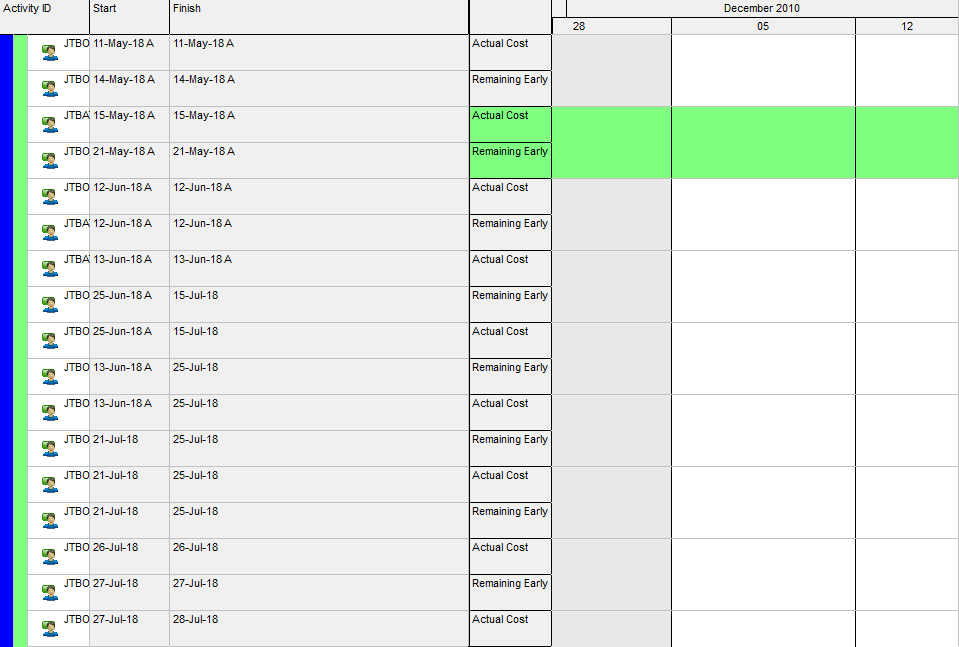 Activity ID Start Finish December 2010
28 05 12
JTBO 11-May-18 A 11-May-18 A Actual Cost
JTBO 14-May-18 A 14-May-18 A Remaining Early
JTBA 15-May-18 A 15-May-18 A Actual Cost
JTBO 21-May-18 A 21-May-18 A Remaining Early
JTBO 12-Jun-18 A 12-Jun-18 A Actual Cost
JTBA 12-Jun-18 A 12-Jun-18 A Remaining Early
JTBA 13-Jun-18 A 13-Jun-18 A Actual Cost
JTBO 25-Jun-18 A 15-Jul-18 Remaining Early
JTBO 25-Jun-18 A 15-Jul-18 Actual Cost
JTBO 13-Jun-18 A 25-Jul-18 Remaining Early
JTBO 13-Jun-18 A 25-Jul-18 Actual Cost
JTBO 21-Jul-18 25-Jul-18 Remaining Early
JTBO 21-Jul-18 25-Jul-18 Actual Cost
JTBO 21-Jul-18 25-Jul-18 Remaining Early
JTBO 26-Jul-18 26-Jul-18 Actual Cost
JTBO 27-Jul-18 27-Jul-18 Remaining Early
JTBO 27-Jul-18 28-Jul-18 Actual Cost